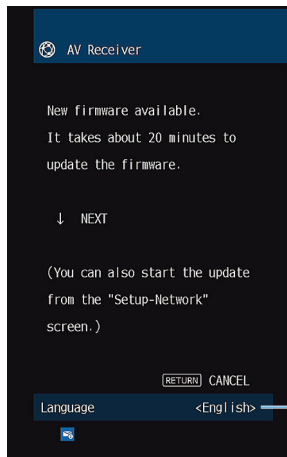 AV Receiver
New firmware available.
It takes about 20 minutes to
update the firmware.
↓ NEXT
(You can also start the update
from the "Setup-Network"
screen.)
RETURN CANCEL
Language <English>